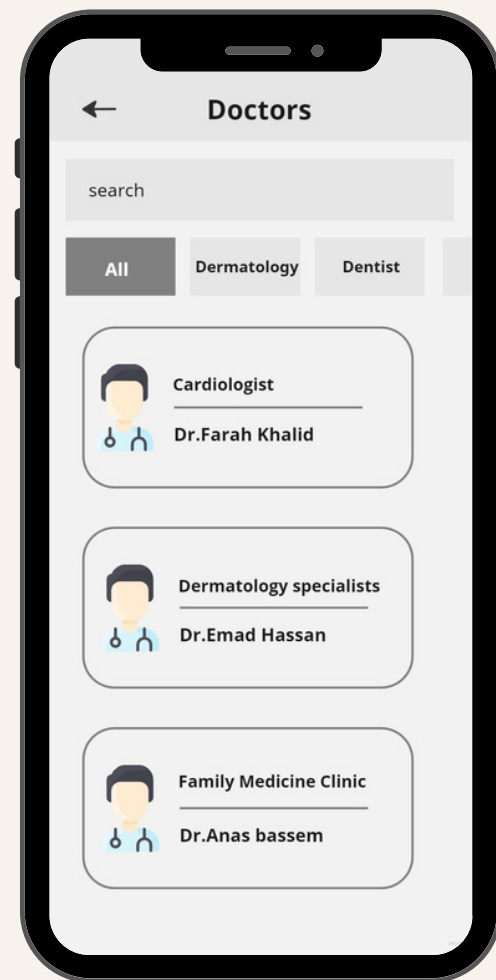 Doctors
search
All
Dermatology
Dentist
Cardiologist
Dr.Farah Khalid
Dermatology specialists
Dr.Emad Hassan
Family Medicine Clinic
Dr.Anas bassem